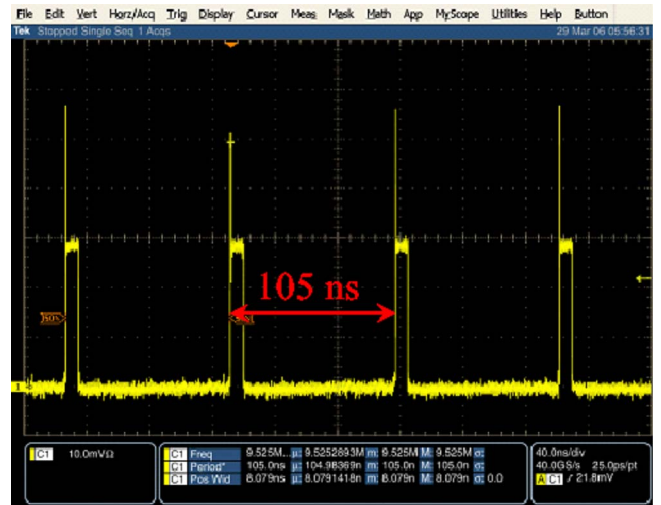 File Edit Vert Horz/Acq Trig Display Cursor Meas Mask Math App MyScope Utilities Help Button
Tek Stopped Single Seq 1 Acqs 29 Mar 06 05:56:31
105 ns
C1 10.0mVΩ
C1 Freq 9.525M... µ: 9.5252893M m: 9.525M M: 9.525M σ:
C1 Period* 105.0ns µ: 104.98369n m: 105.0n M: 105.0n σ:
C1 Pos Wid 8.079ns µ: 8.0791418n m: 8.079n M: 8.079n σ: 0.0
40.0ns/div
40.0GS/s 25.0ps/pt
A C1 / 21.8mV